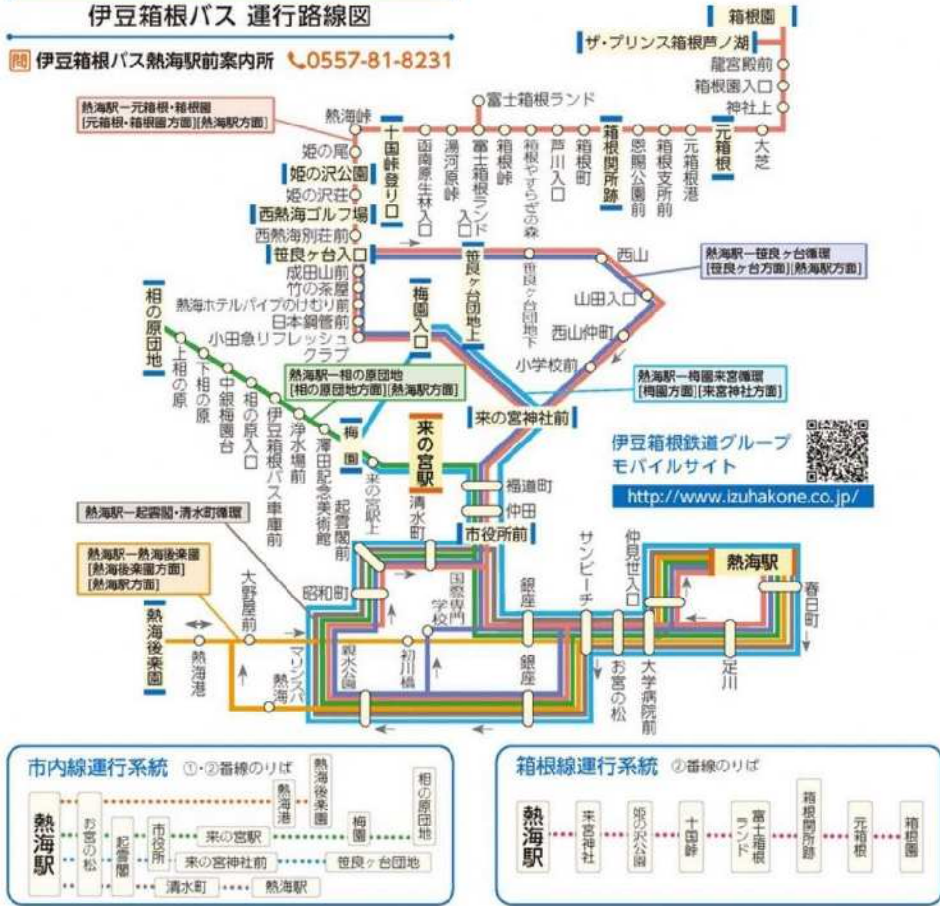 伊豆箱根バス 運行路線図
問 伊豆箱根バス熱海駅前案内所 0557-81-8231
箱根園
ザ・プリンス箱根芦ノ湖
龍宮殿前
箱根園入口
神社上
熱海駅ー元箱根・箱根園
[元箱根・箱根園方面][熱海駅方面]
富士箱根ランド
熱海峠
十国峠登り口
函南原生林入口
湯河原峠
富士箱根ランド入口
箱根峠
箱根やすらぎの森
芦川入口
箱根町
箱根関所跡
恩賜公園前
箱根支所前
元箱根港
元箱根
大芝
姫の尾
姫の沢公園
姫の沢荘
西熱海ゴルフ場
西熱海別荘前
笹良ヶ台入口
成田山前
竹の茶屋
熱海ホテルパイプのけむり前
日本鋼管前
小田急リフレッシュ
クラブ
梅園入口
笹良ヶ台団地上
笹良ヶ台団地下
西山
山田入口
西山仲町
小学校前
熱海駅ー笹良ヶ台循環
[笹良ヶ台方面][熱海駅方面]
熱海駅ー梅園来宮循環
[梅園方面][来宮神社方面]
来の宮神社前
相の原団地
上相の原
下相の原
中銀梅園台
相の原入口
伊豆箱根バス車庫前
浄水場前
澤田記念美術館
梅園
来の宮駅上
熱海駅ー相の原団地
[相の原団地方面][熱海駅方面]
来の宮駅
清水町
起雲閣前
福道町
仲田
市役所前
伊豆箱根鉄道グループ
モバイルサイト
http://www.izuhakone.co.jp/
熱海駅ー起雲閣・清水町循環
熱海駅ー熱海後楽園
[熱海後楽園方面]
[熱海駅方面]
熱海後楽園
熱海港
大野屋前
昭和町
マリンスパ
熱海
親水公園
初川橋
国際専門
学校
銀座
銀座
サンビーチ
お宮の松
仲見世入口
大学病院前
熱海駅
足川
春日町
市内線運行系統 ①・②番線のりば
熱海駅
お宮の松
起雲閣
市役所
来の宮駅
熱海港
熱海後楽園
梅園
相の原団地
来の宮神社前
笹良ヶ台団地
清水町
熱海駅
箱根線運行系統 ②番線のりば
熱海駅
来宮神社
姫の沢公園
十国峠
富士箱根
ランド
箱根関所跡
元箱根
箱根園